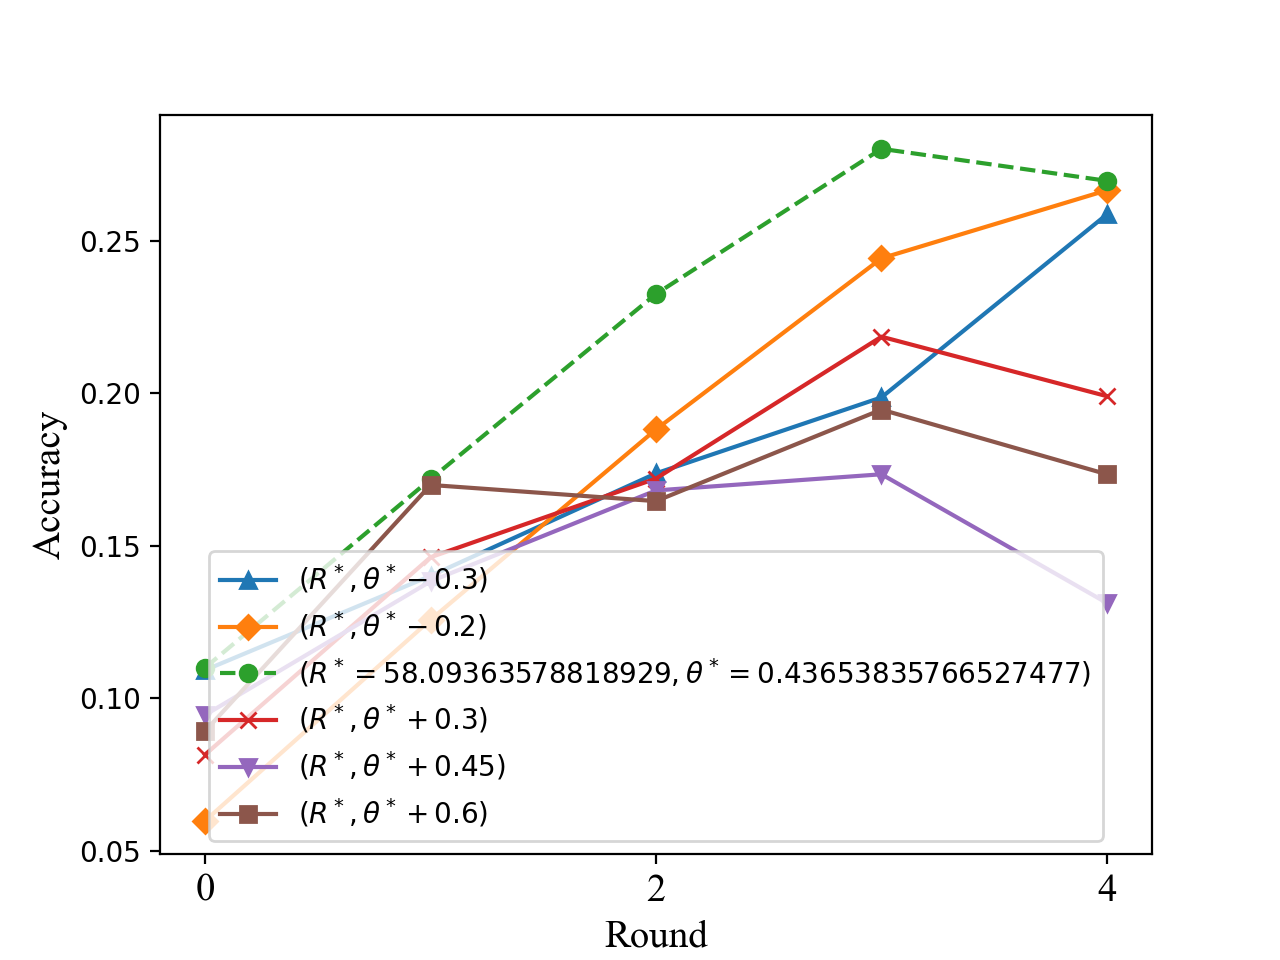 Accuracy
0.25
0.20
0.15
0.10
0.05
(R*, θ* − 0.3)
(R*, θ* − 0.2)
(R* = 58.09363578818929, θ* = 0.43653835766527477)
(R*, θ* + 0.3)
(R*, θ* + 0.45)
(R*, θ* + 0.6)
0 2 4
Round